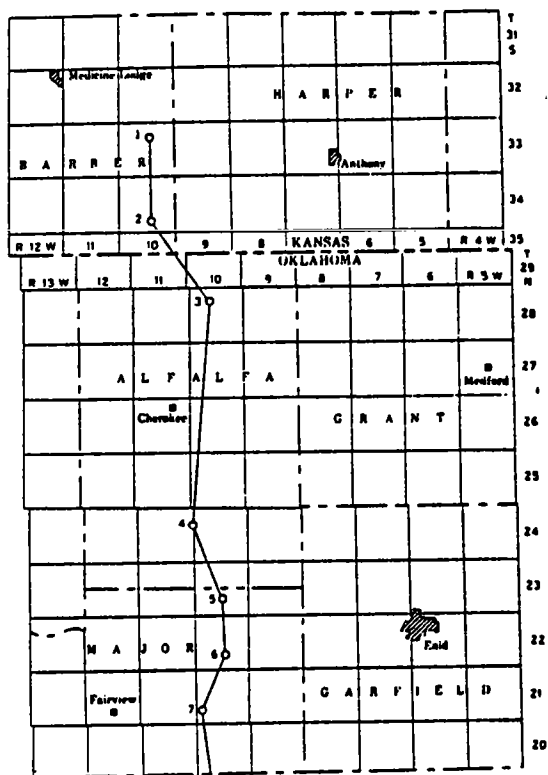 T
31
S
Medicine Lodge
32
H A R P E R
1
33
B A R B E R
Anthony
34
2
R 12 W 11 10 9 8 KANSAS 6 5 R 4 W 35
OKLAHOMA T
R 13 W 12 11 10 9 8 7 6 R 5 W 29
N
3
28
27
A L F A L F A
Medford
Cherokee
G R A N T
26
25
4
24
23
5
Enid
22
M A J O R
6
21
G A R F I E L D
Fairview
7
20